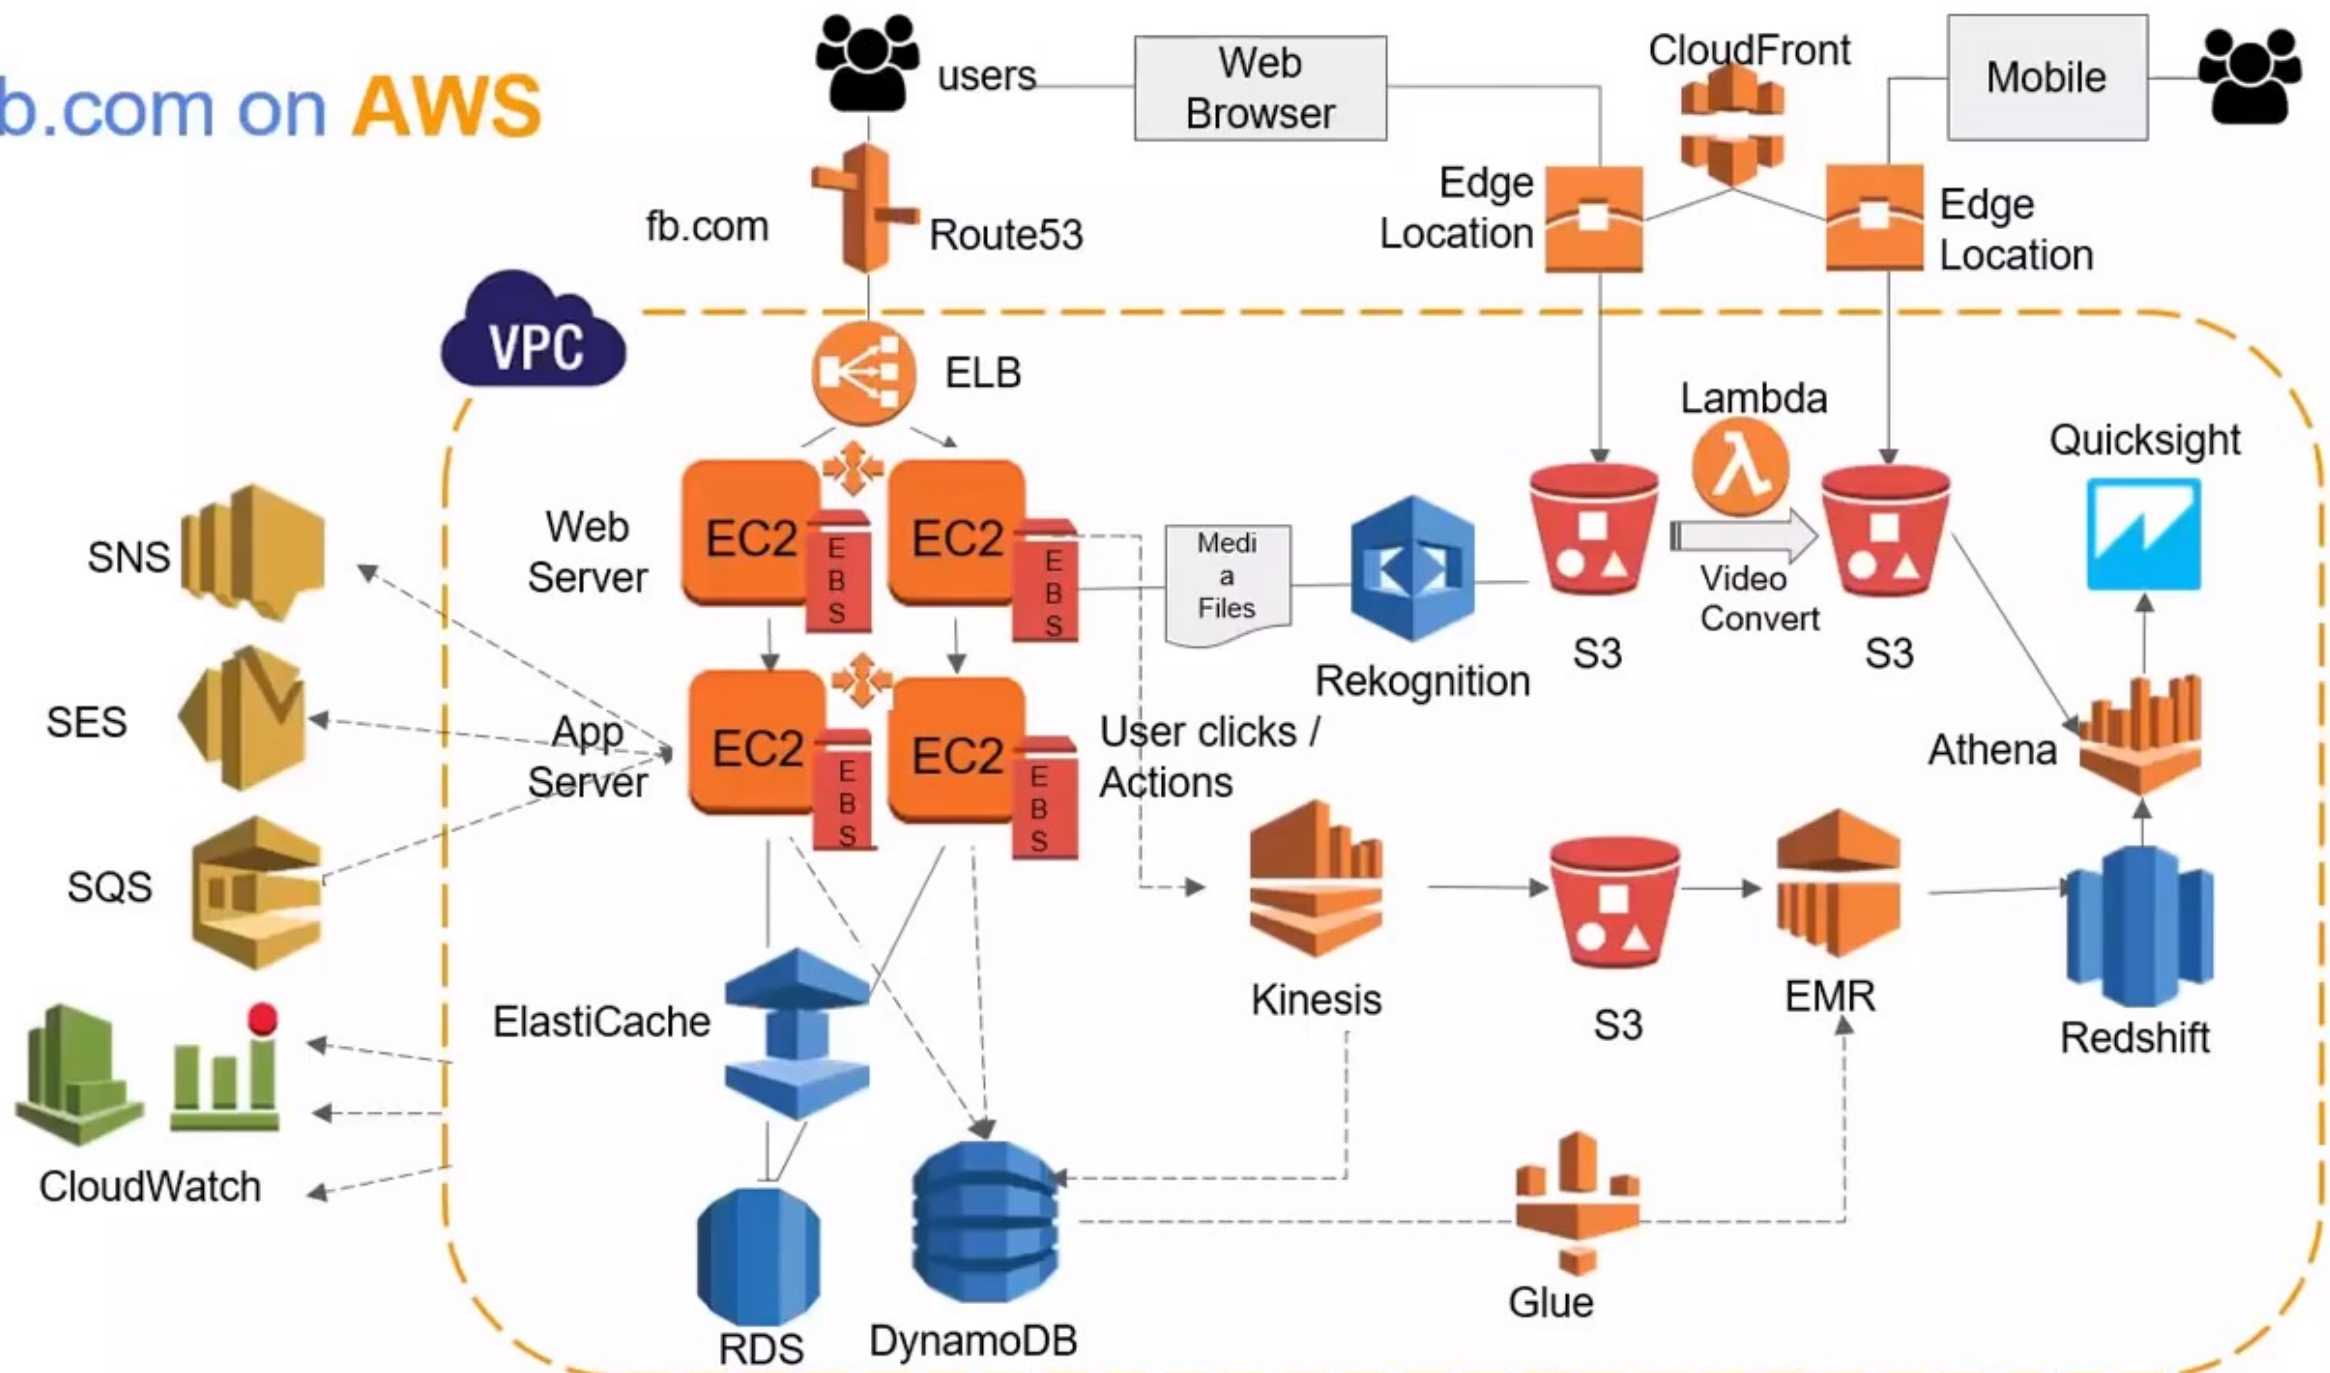 b.com on AWS
users
Web
Browser
CloudFront
Mobile
Edge
Location
Edge
Location
fb.com
Route53
VPC
ELB
Lambda
Quicksight
Web
Server
EC2
E
B
S
EC2
E
B
S
Medi
a
Files
Rekognition
S3
Video
Convert
S3
SNS
SES
App
Server
EC2
E
B
S
EC2
E
B
S
User clicks /
Actions
Athena
SQS
Kinesis
S3
EMR
Redshift
ElastiCache
CloudWatch
RDS
DynamoDB
Glue